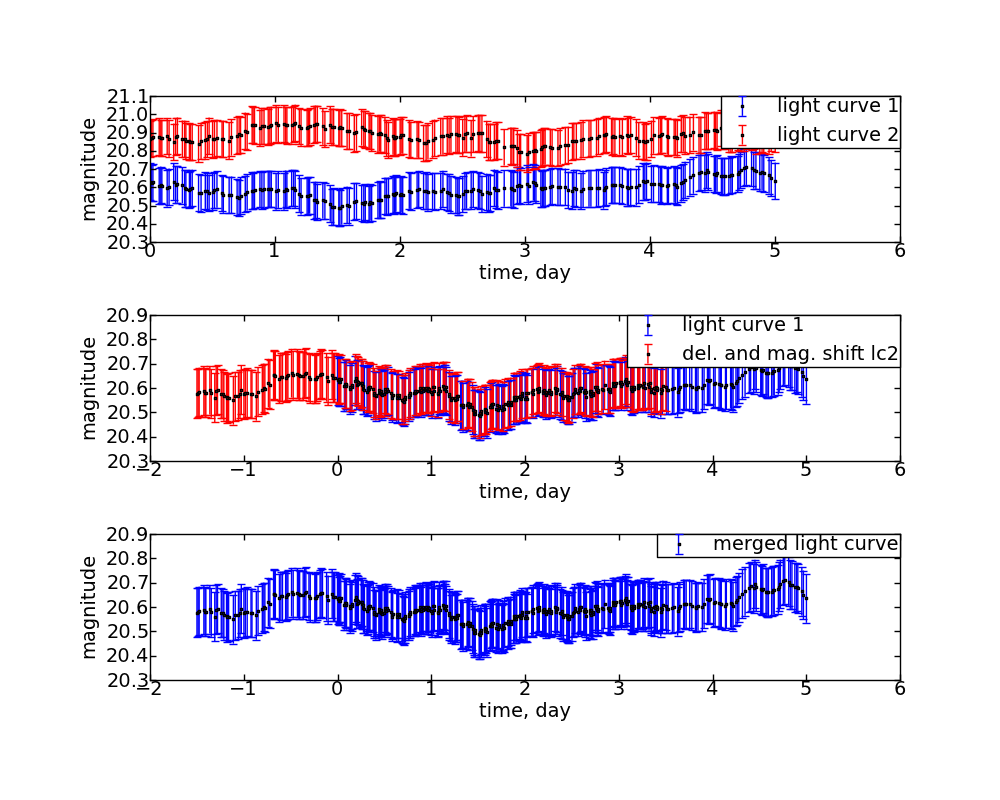 21.1
21.0
20.9
20.8
20.7
20.6
20.5
20.4
20.3
magnitude
light curve 1
light curve 2
0 1 2 3 4 5 6
time, day
20.9
20.8
20.7
20.6
20.5
20.4
20.3
magnitude
light curve 1
del. and mag. shift lc2
−2 −1 0 1 2 3 4 5 6
time, day
20.9
20.8
20.7
20.6
20.5
20.4
20.3
magnitude
merged light curve
−2 −1 0 1 2 3 4 5 6
time, day